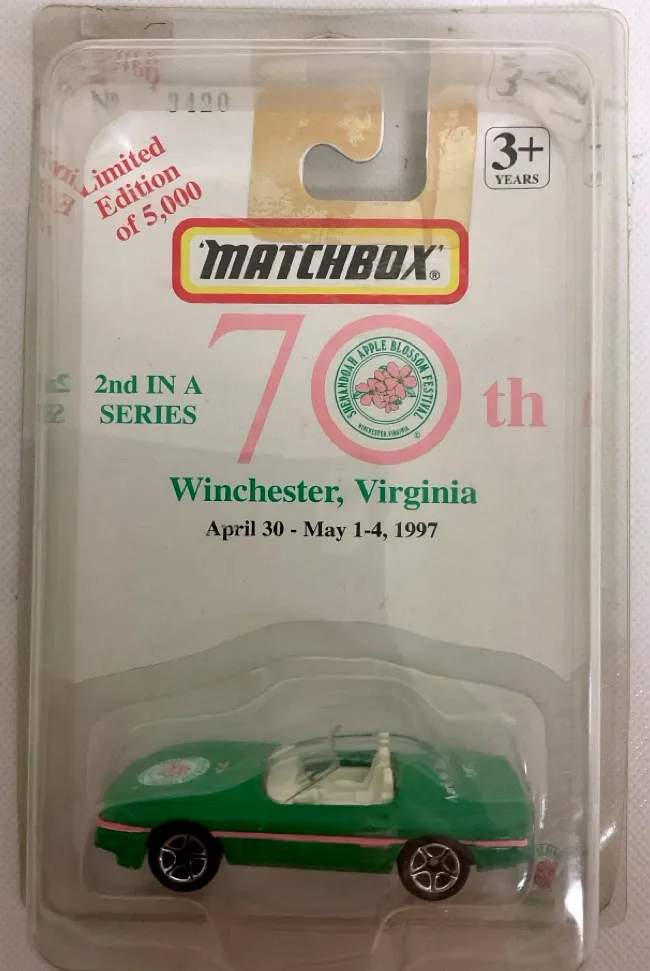 No 3420
Limited
Edition
of 5,000
3+
YEARS
'MATCHBOX'®
70th
SHENANDOAH APPLE BLOSSOM FESTIVAL
WINCHESTER, VIRGINIA
®
2nd IN A
SERIES
Winchester, Virginia
April 30 - May 1-4, 1997